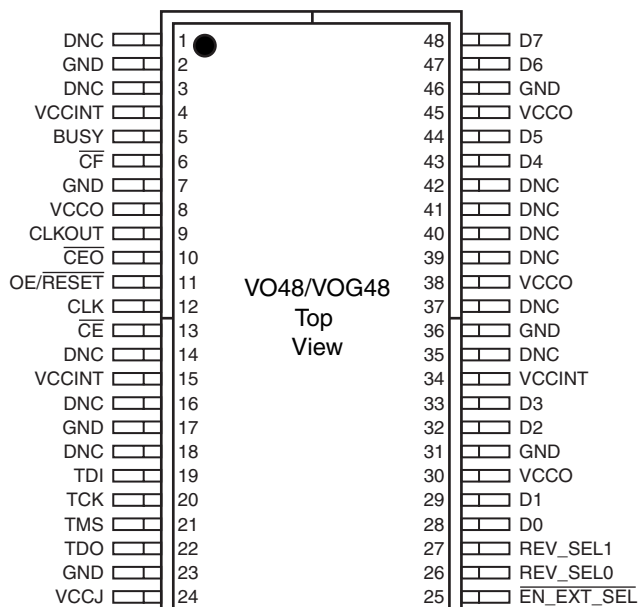 DNC 1 48 D7
GND 2 47 D6
DNC 3 46 GND
VCCINT 4 45 VCCO
BUSY 5 44 D5
C̅F̅ 6 43 D4
GND 7 42 DNC
VCCO 8 41 DNC
CLKOUT 9 40 DNC
C̅E̅O̅ 10 39 DNC
OE/R̅E̅S̅E̅T̅ 11 38 VCCO
CLK 12 37 DNC
C̅E̅ 13 36 GND
DNC 14 35 DNC
VCCINT 15 34 VCCINT
DNC 16 33 D3
GND 17 32 D2
DNC 18 31 GND
TDI 19 30 VCCO
TCK 20 29 D1
TMS 21 28 D0
TDO 22 27 REV_SEL1
GND 23 26 REV_SEL0
VCCJ 24 25 E̅N̅_̅E̅X̅T̅_̅S̅E̅L̅
VO48/VOG48
Top
View